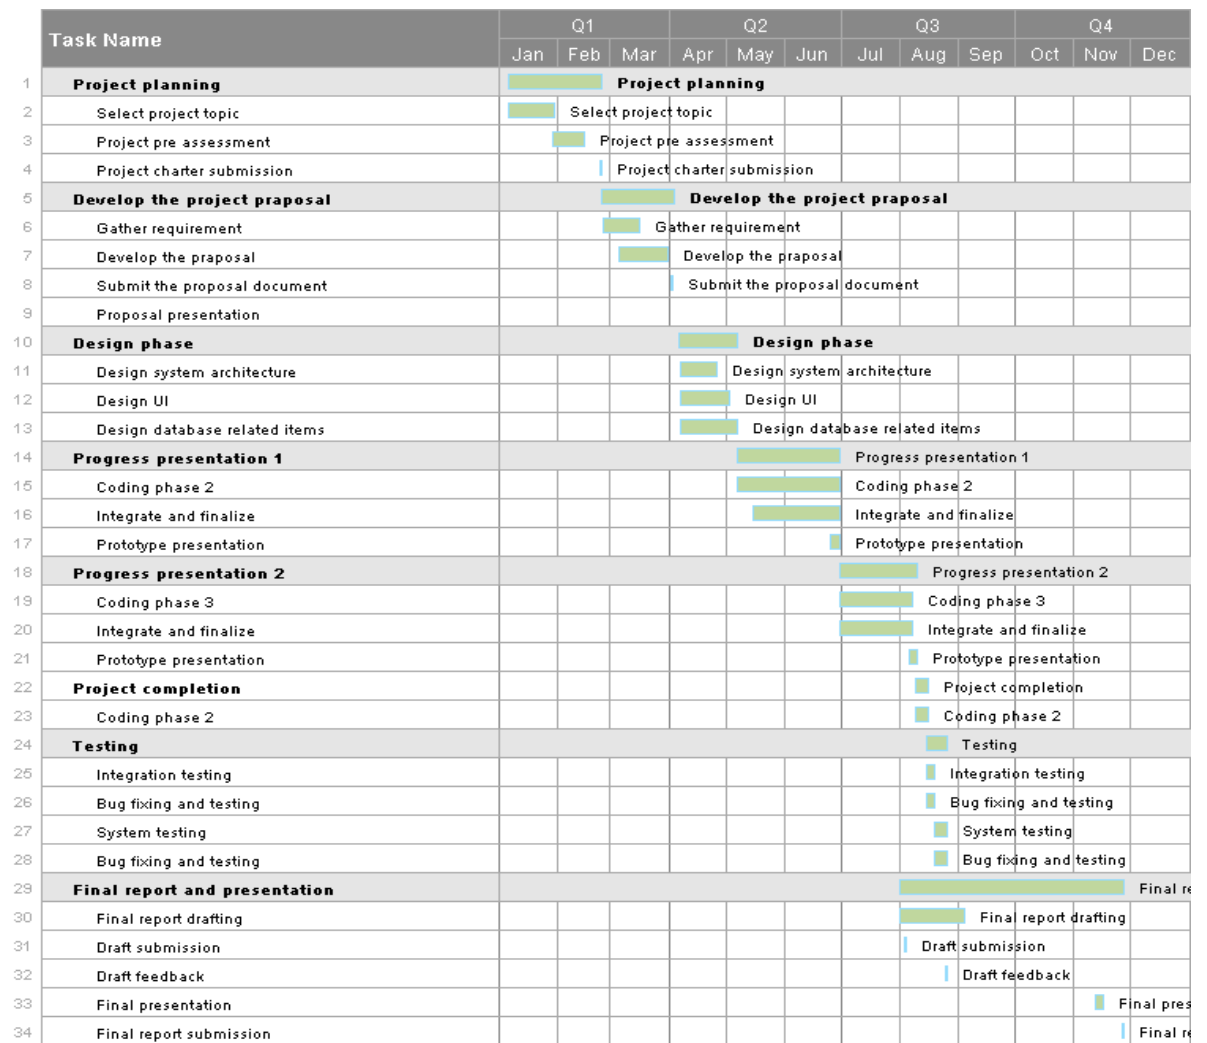 Task Name
Q1 Q2 Q3 Q4
Jan Feb Mar Apr May Jun Jul Aug Sep Oct Nov Dec
1 Project planning Project planning
2 Select project topic Select project topic
3 Project pre assessment Project pre assessment
4 Project charter submission Project charter submission
5 Develop the project praposal Develop the project praposal
6 Gather requirement Gather requirement
7 Develop the praposal Develop the praposal
8 Submit the proposal document Submit the proposal document
9 Proposal presentation
10 Design phase Design phase
11 Design system architecture Design system architecture
12 Design UI Design UI
13 Design database related items Design database related items
14 Progress presentation 1 Progress presentation 1
15 Coding phase 2 Coding phase 2
16 Integrate and finalize Integrate and finalize
17 Prototype presentation Prototype presentation
18 Progress presentation 2 Progress presentation 2
19 Coding phase 3 Coding phase 3
20 Integrate and finalize Integrate and finalize
21 Prototype presentation Prototype presentation
22 Project completion Project completion
23 Coding phase 2 Coding phase 2
24 Testing Testing
25 Integration testing Integration testing
26 Bug fixing and testing Bug fixing and testing
27 System testing System testing
28 Bug fixing and testing Bug fixing and testing
29 Final report and presentation Final re
30 Final report drafting Final report drafting
31 Draft submission Draft submission
32 Draft feedback Draft feedback
33 Final presentation Final pres
34 Final report submission Final re